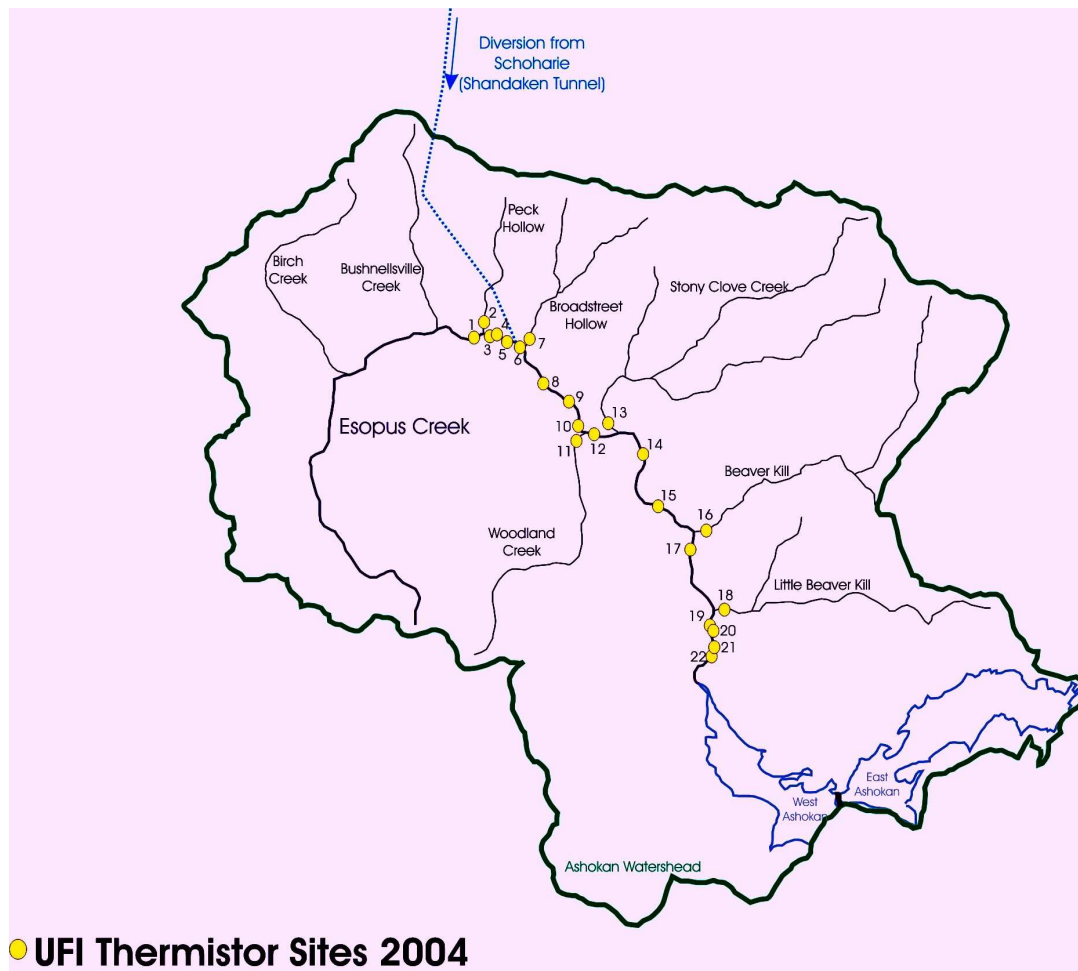 Diversion from
Schoharie
(Shandaken Tunnel)
Peck
Hollow
Birch
Creek
Bushnellsville
Creek
Stony Clove Creek
Broadstreet
Hollow
1
2
3
4
5
6
7
8
9
Esopus Creek
10
11
12
13
14
Beaver Kill
15
16
Woodland
Creek
17
Little Beaver Kill
18
19
20
21
22
East
Ashokan
West
Ashokan
Ashokan Watershead
UFI Thermistor Sites 2004